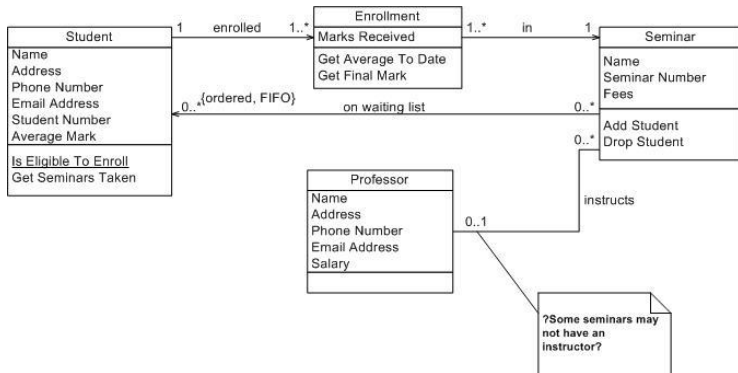 Student
Name
Address
Phone Number
Email Address
Student Number
Average Mark
Is Eligible To Enroll
Get Seminars Taken
1 enrolled 1..*
Enrollment
Marks Received
Get Average To Date
Get Final Mark
1..* in 1
Seminar
Name
Seminar Number
Fees
Add Student
Drop Student
0..* {ordered, FIFO} on waiting list 0..*
0..*
instructs
0..1
Professor
Name
Address
Phone Number
Email Address
Salary
?Some seminars may
not have an
instructor?